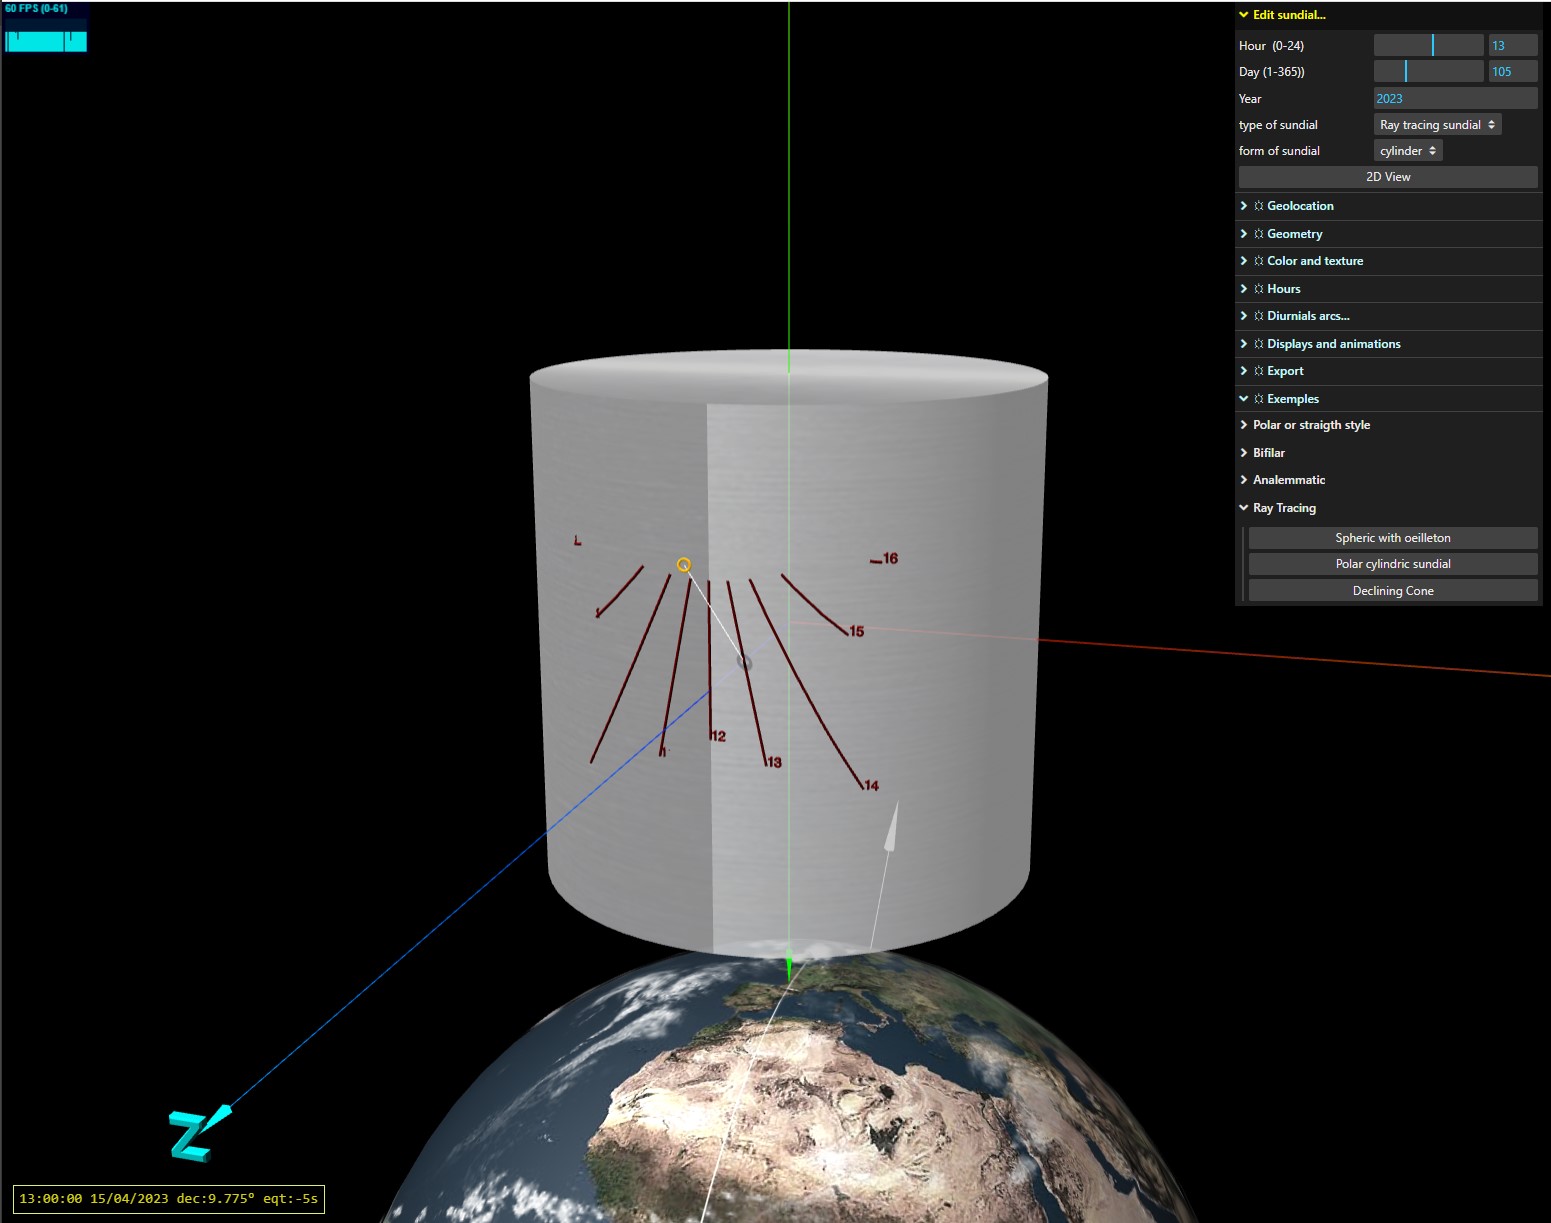 60 FPS (0-61)
Edit sundial...
Hour (0-24)
13
Day (1-365))
105
Year
2023
type of sundial
Ray tracing sundial
form of sundial
cylinder
2D View
Geolocation
Geometry
Color and texture
Hours
Diurnials arcs...
Displays and animations
Export
Exemples
Polar or straigth style
Bifilar
Analemmatic
Ray Tracing
Spheric with oeilleton
Polar cylindric sundial
Declining Cone
16
15
12
13
14
Z
13:00:00 15/04/2023 dec:9.775° eqt:-5s